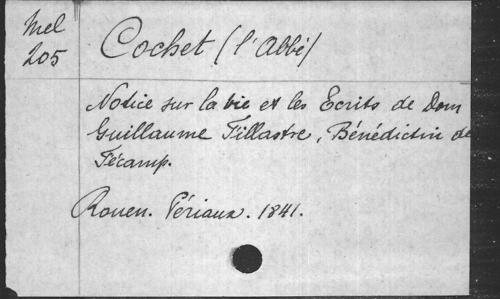 Mel
205
Cochet (l'Abbé)
Notice sur la vie et les Ecrits de Dom
Guillaume Fillastre, Bénédictin de
Fécamp.
Rouen. Périaux. 1841.